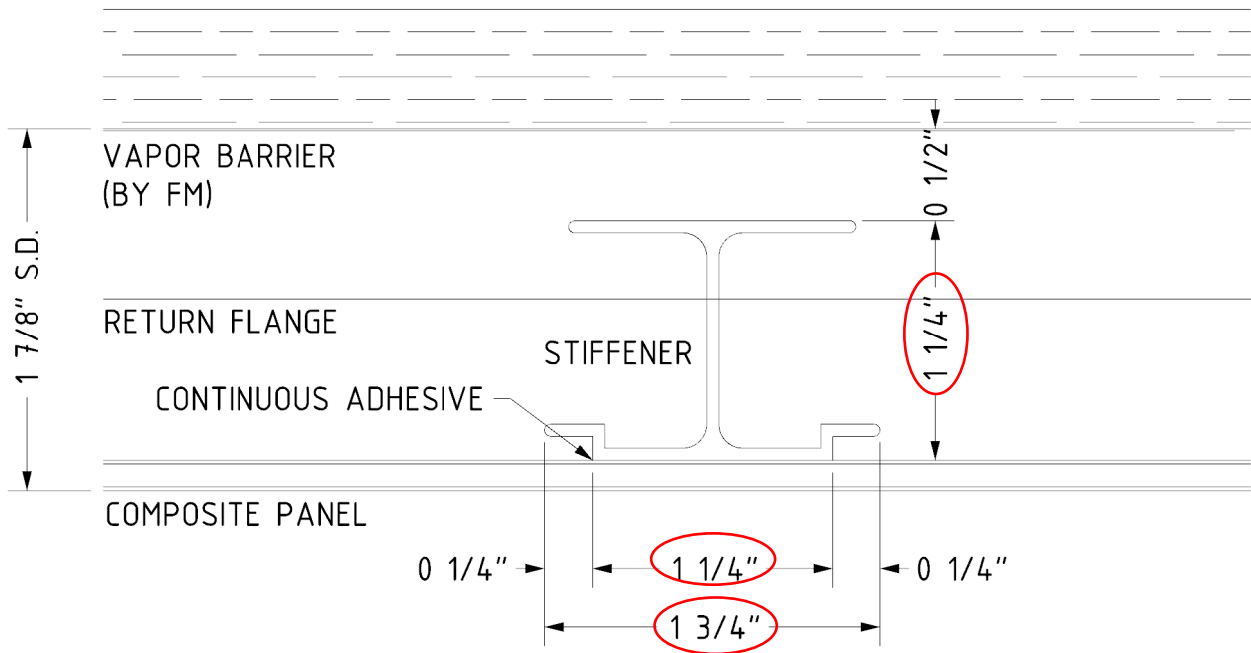 VAPOR BARRIER
(BY FM)
0 1/2"
1 7/8" S.D.
RETURN FLANGE
1 1/4"
STIFFENER
CONTINUOUS ADHESIVE
COMPOSITE PANEL
0 1/4"
1 1/4"
0 1/4"
1 3/4"